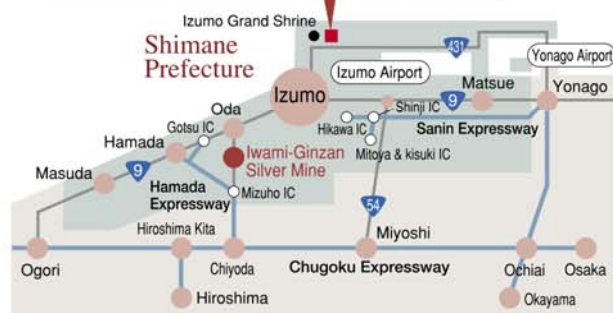 Izumo Grand Shrine
Shimane
Prefecture
431
Yonago Airport
Izumo Airport
Izumo
Matsue
Yonago
Shinji IC
9
Hikawa IC
Sanin Expressway
Mitoya & kisuki IC
Oda
Gotsu IC
Hamada
Iwami-Ginzan
Silver Mine
Masuda
9
Hamada
Expressway
Mizuho IC
54
Hiroshima Kita
Miyoshi
Ogori
Chiyoda
Chugoku Expressway
Ochiai
Osaka
Hiroshima
Okayama